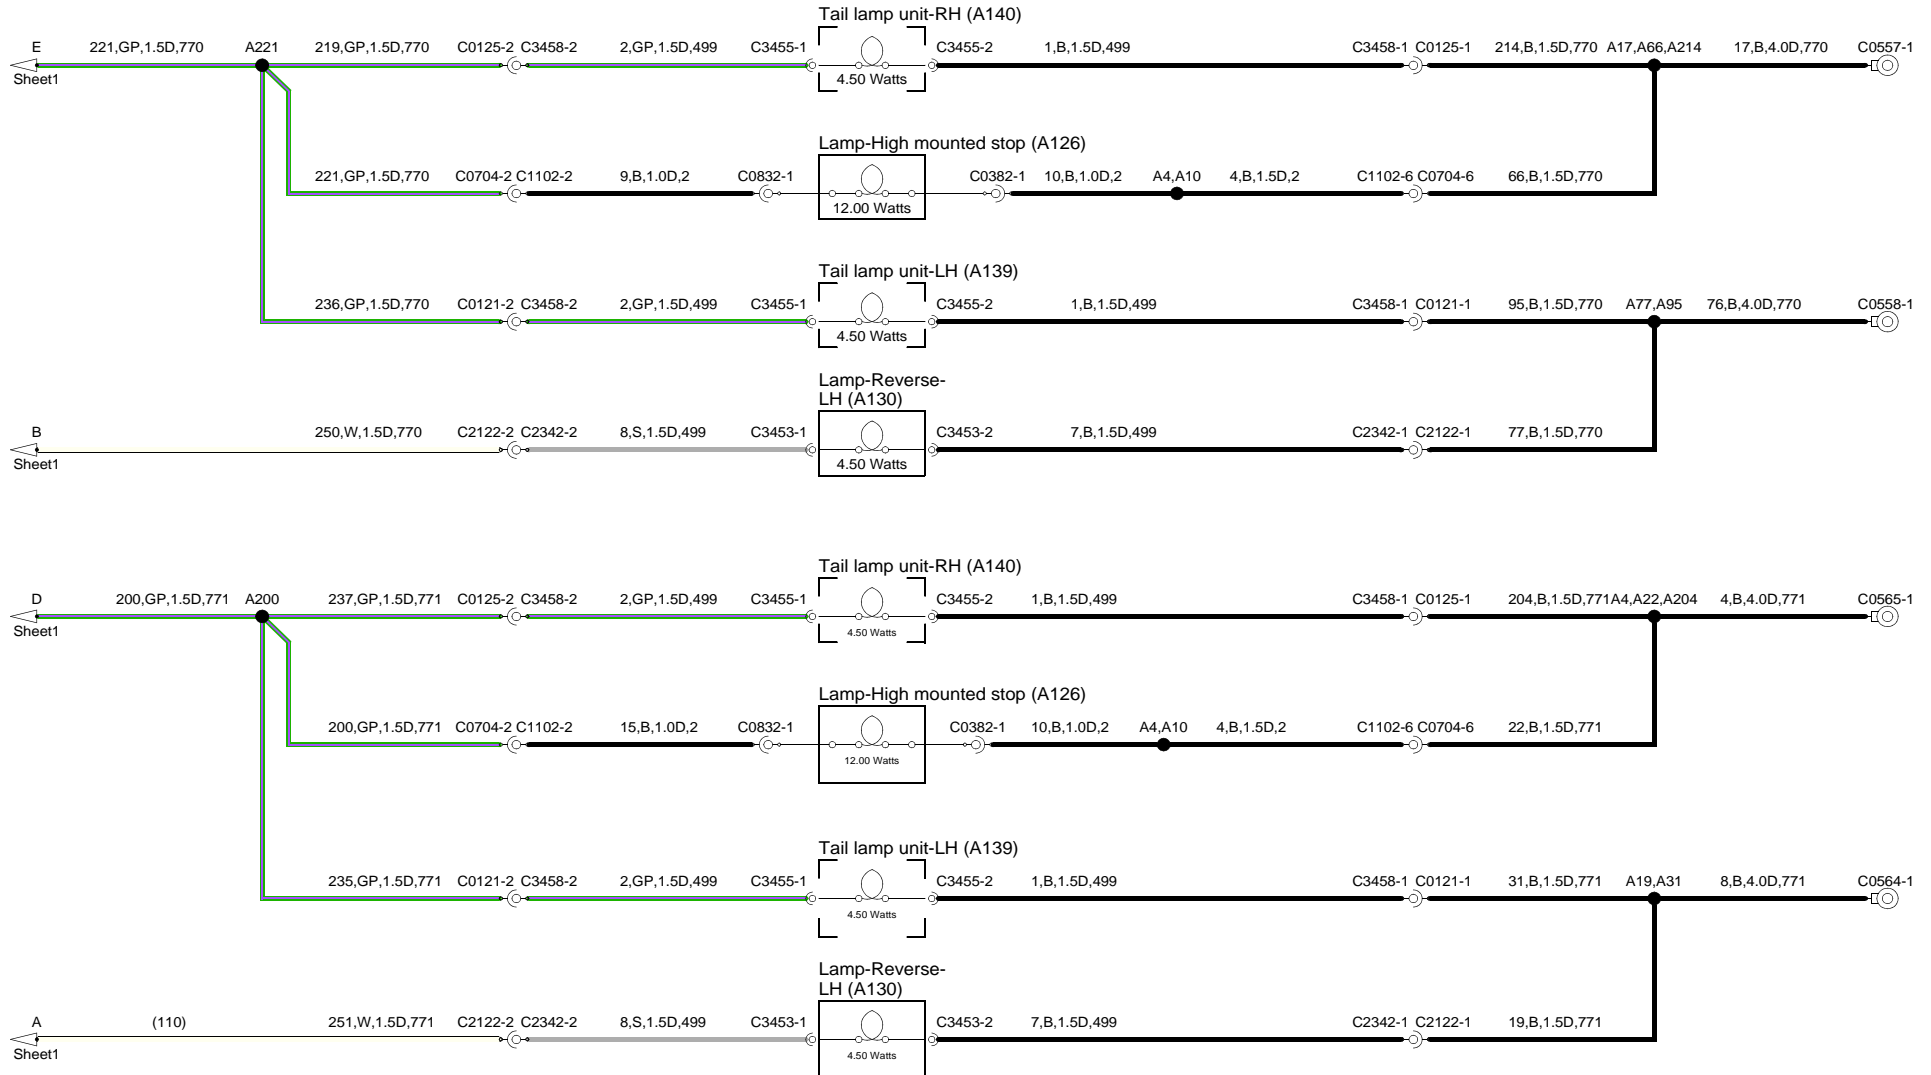 Tail lamp unit-RH (A140)
E 221,GP,1.5D,770 A221 219,GP,1.5D,770 C0125-2 C3458-2 2,GP,1.5D,499 C3455-1 C3455-2 1,B,1.5D,499 C3458-1 C0125-1 214,B,1.5D,770 A17,A66,A214 17,B,4.0D,770 C0557-1
Sheet1 4.50 Watts
Lamp-High mounted stop (A126)
221,GP,1.5D,770 C0704-2 C1102-2 9,B,1.0D,2 C0832-1 C0382-1 10,B,1.0D,2 A4,A10 4,B,1.5D,2 C1102-6 C0704-6 66,B,1.5D,770
12.00 Watts
Tail lamp unit-LH (A139)
236,GP,1.5D,770 C0121-2 C3458-2 2,GP,1.5D,499 C3455-1 C3455-2 1,B,1.5D,499 C3458-1 C0121-1 95,B,1.5D,770 A77,A95 76,B,4.0D,770 C0558-1
4.50 Watts
Lamp-Reverse-
LH (A130)
B 250,W,1.5D,770 C2122-2 C2342-2 8,S,1.5D,499 C3453-1 C3453-2 7,B,1.5D,499 C2342-1 C2122-1 77,B,1.5D,770
Sheet1 4.50 Watts
Tail lamp unit-RH (A140)
D 200,GP,1.5D,771 A200 237,GP,1.5D,771 C0125-2 C3458-2 2,GP,1.5D,499 C3455-1 C3455-2 1,B,1.5D,499 C3458-1 C0125-1 204,B,1.5D,771 A4,A22,A204 4,B,4.0D,771 C0565-1
Sheet1 4.50 Watts
Lamp-High mounted stop (A126)
200,GP,1.5D,771 C0704-2 C1102-2 15,B,1.0D,2 C0832-1 C0382-1 10,B,1.0D,2 A4,A10 4,B,1.5D,2 C1102-6 C0704-6 22,B,1.5D,771
12.00 Watts
Tail lamp unit-LH (A139)
235,GP,1.5D,771 C0121-2 C3458-2 2,GP,1.5D,499 C3455-1 C3455-2 1,B,1.5D,499 C3458-1 C0121-1 31,B,1.5D,771 A19,A31 8,B,4.0D,771 C0564-1
4.50 Watts
Lamp-Reverse-
LH (A130)
A (110) 251,W,1.5D,771 C2122-2 C2342-2 8,S,1.5D,499 C3453-1 C3453-2 7,B,1.5D,499 C2342-1 C2122-1 19,B,1.5D,771
Sheet1 4.50 Watts